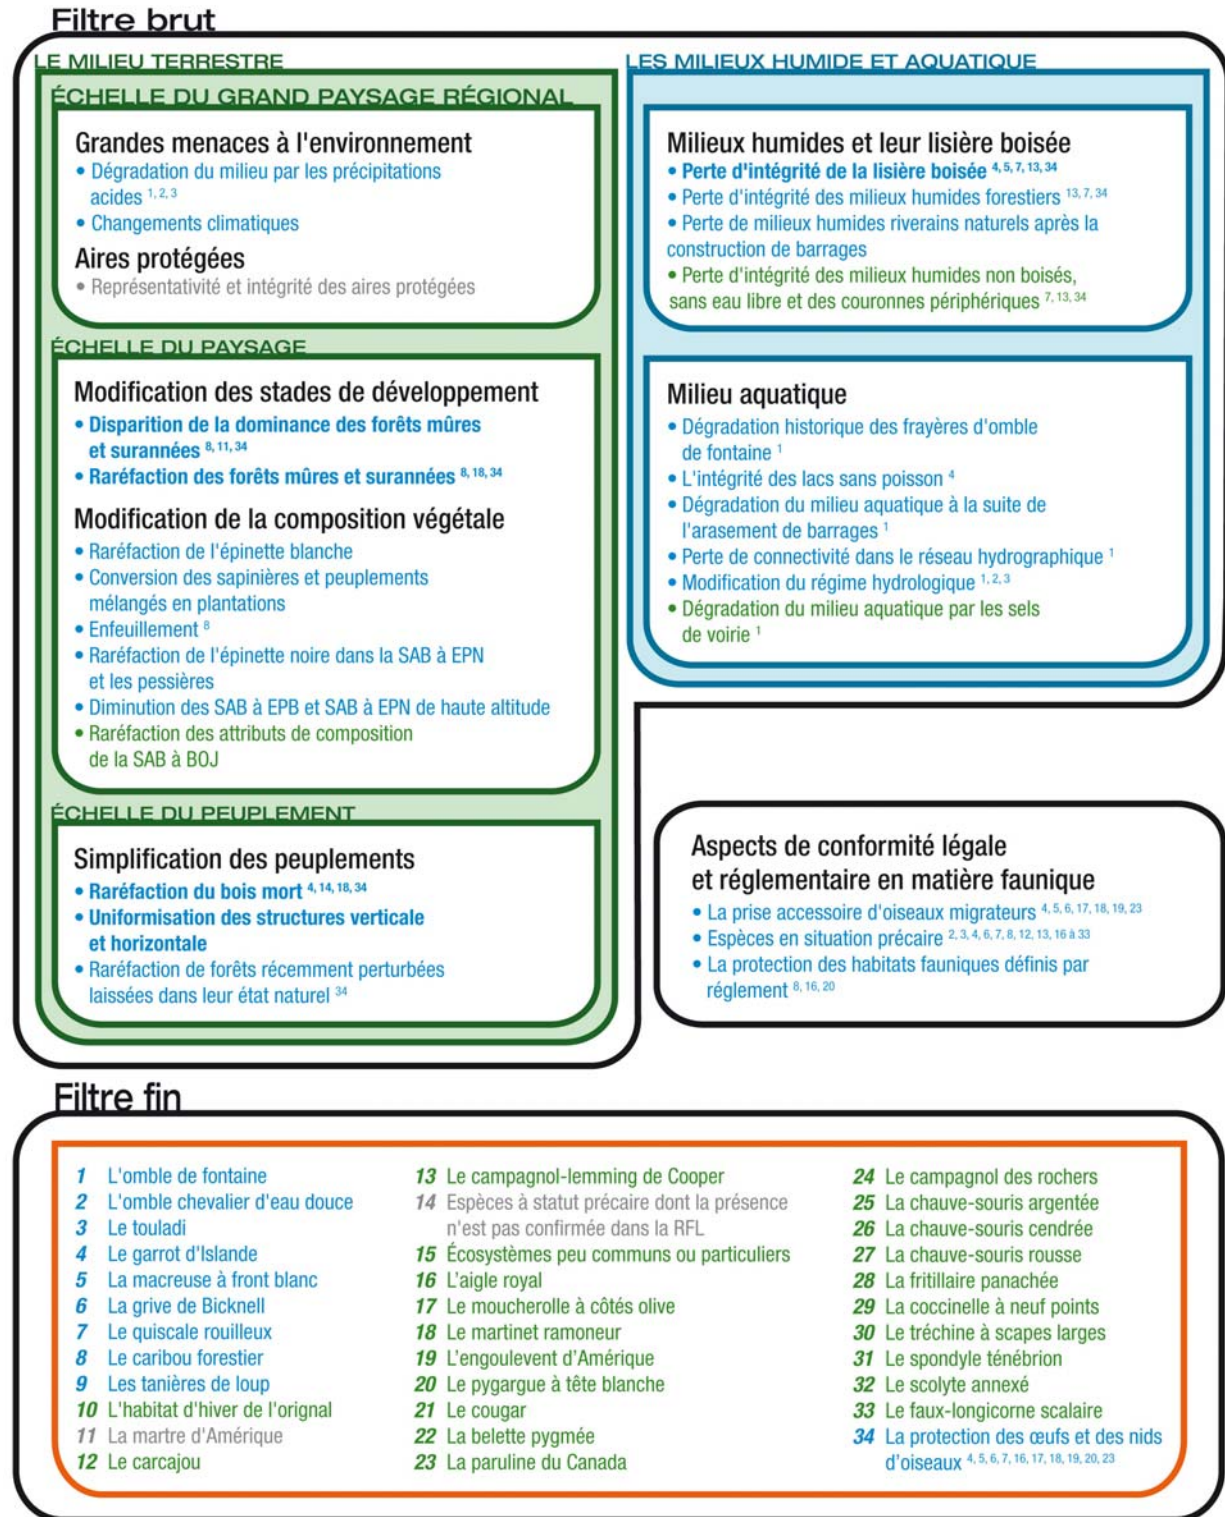 Filtre brut
LE MILIEU TERRESTRE
ÉCHELLE DU GRAND PAYSAGE RÉGIONAL
Grandes menaces à l'environnement
• Dégradation du milieu par les précipitations
acides 1, 2, 3
• Changements climatiques
Aires protégées
• Représentativité et intégrité des aires protégées
ÉCHELLE DU PAYSAGE
Modification des stades de développement
• Disparition de la dominance des forêts mûres
et surannées 8, 11, 34
• Raréfaction des forêts mûres et surannées 8, 18, 34
Modification de la composition végétale
• Raréfaction de l'épinette blanche
• Conversion des sapinières et peuplements
mélangés en plantations
• Enfeuillement 8
• Raréfaction de l'épinette noire dans la SAB à EPN
et les pessières
• Diminution des SAB à EPB et SAB à EPN de haute altitude
• Raréfaction des attributs de composition
de la SAB à BOJ
ÉCHELLE DU PEUPLEMENT
Simplification des peuplements
• Raréfaction du bois mort 4, 14, 18, 34
• Uniformisation des structures verticale
et horizontale
• Raréfaction de forêts récemment perturbées
laissées dans leur état naturel 34
LES MILIEUX HUMIDE ET AQUATIQUE
Milieux humides et leur lisière boisée
• Perte d'intégrité de la lisière boisée 4, 5, 7, 13, 34
• Perte d'intégrité des milieux humides forestiers 13, 7, 34
• Perte de milieux humides riverains naturels après la
construction de barrages
• Perte d'intégrité des milieux humides non boisés,
sans eau libre et des couronnes périphériques 7, 13, 34
Milieu aquatique
• Dégradation historique des frayères d'omble
de fontaine 1
• L'intégrité des lacs sans poisson 4
• Dégradation du milieu aquatique à la suite de
l'arasement de barrages 1
• Perte de connectivité dans le réseau hydrographique 1
• Modification du régime hydrologique 1, 2, 3
• Dégradation du milieu aquatique par les sels
de voirie 1
Aspects de conformité légale
et réglementaire en matière faunique
• La prise accessoire d'oiseaux migrateurs 4, 5, 6, 17, 18, 19, 23
• Espèces en situation précaire 2, 3, 4, 6, 7, 8, 12, 13, 16 à 33
• La protection des habitats fauniques définis par
réglement 8, 16, 20
Filtre fin
1 L'omble de fontaine
2 L'omble chevalier d'eau douce
3 Le touladi
4 Le garrot d'Islande
5 La macreuse à front blanc
6 La grive de Bicknell
7 Le quiscale rouilleux
8 Le caribou forestier
9 Les tanières de loup
10 L'habitat d'hiver de l'orignal
11 La martre d'Amérique
12 Le carcajou
13 Le campagnol-lemming de Cooper
14 Espèces à statut précaire dont la présence
n'est pas confirmée dans la RFL
15 Écosystèmes peu communs ou particuliers
16 L'aigle royal
17 Le moucherolle à côtés olive
18 Le martinet ramoneur
19 L'engoulevent d'Amérique
20 Le pygargue à tête blanche
21 Le cougar
22 La belette pygmée
23 La paruline du Canada
24 Le campagnol des rochers
25 La chauve-souris argentée
26 La chauve-souris cendrée
27 La chauve-souris rousse
28 La fritillaire panachée
29 La coccinelle à neuf points
30 Le tréchine à scapes larges
31 Le spondyle ténébrion
32 Le scolyte annexé
33 Le faux-longicorne scalaire
34 La protection des œufs et des nids
d'oiseaux 4, 5, 6, 7, 16, 17, 18, 19, 20, 23